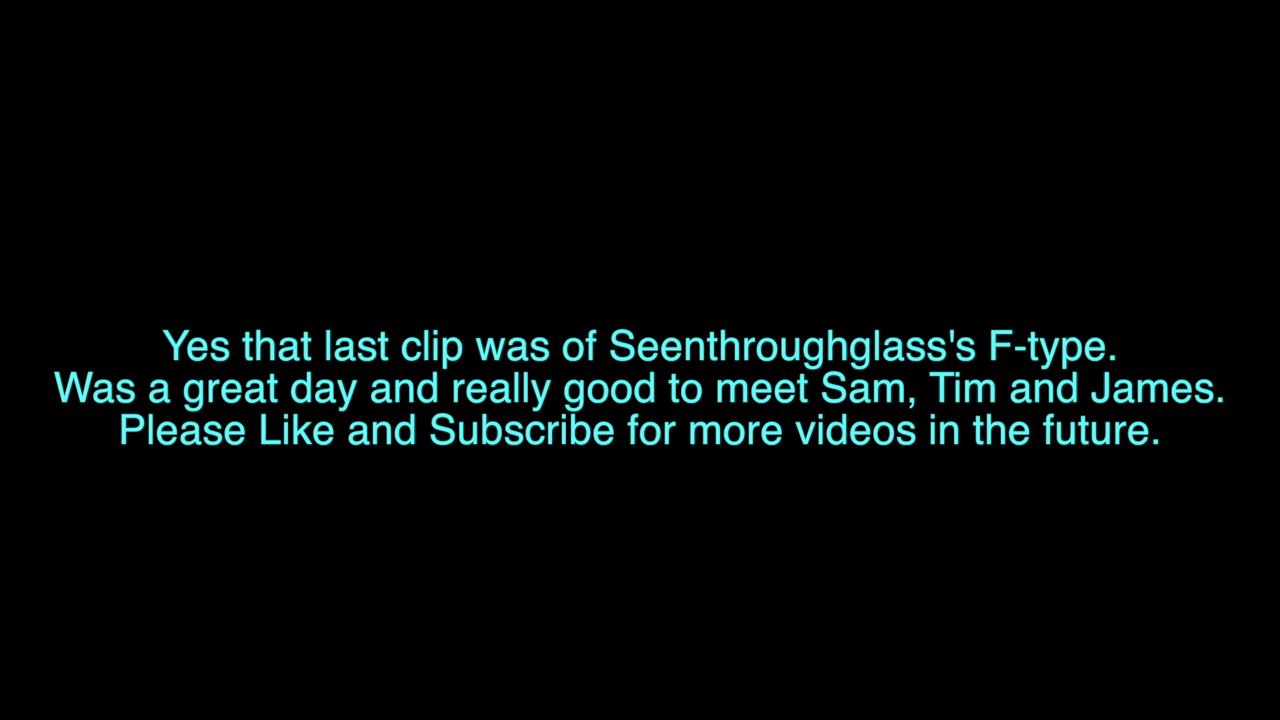 Yes that last clip was of Seenthroughglass's F-type.
Was a great day and really good to meet Sam, Tim and James.
Please Like and Subscribe for more videos in the future.